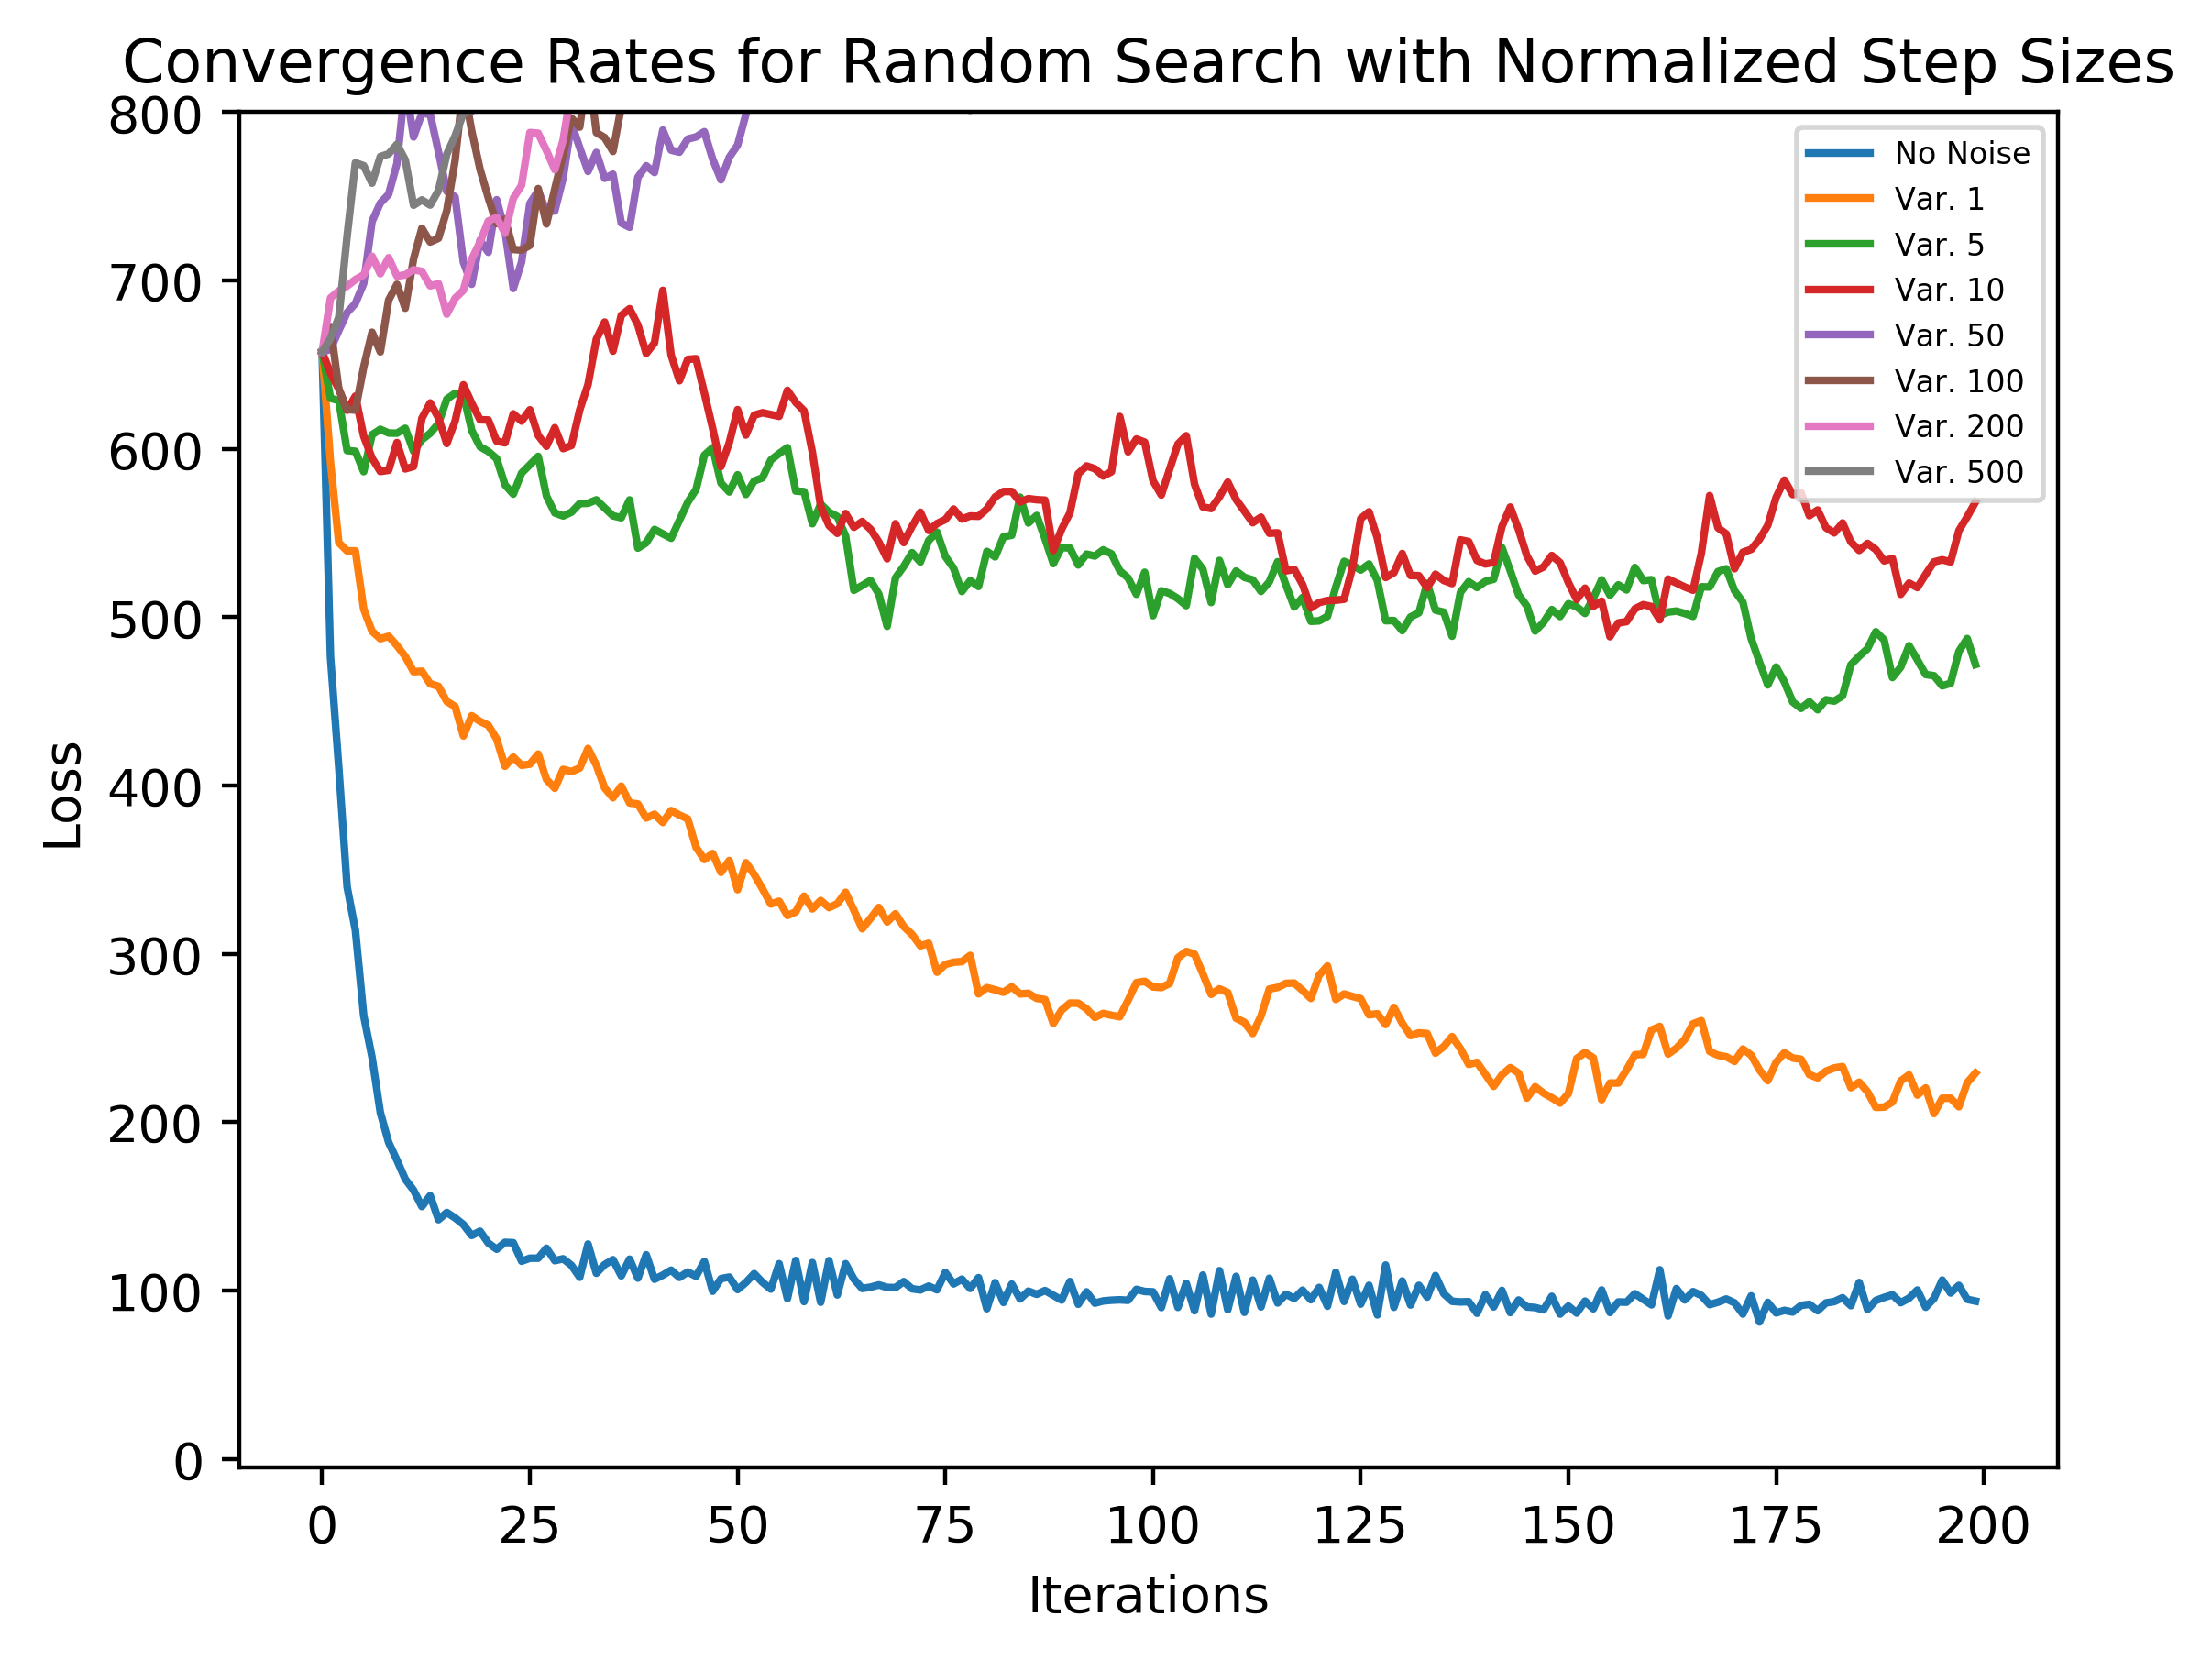 Convergence Rates for Random Search with Normalized Step Sizes
800
700
600
500
400
300
200
100
0
Loss
No Noise
Var. 1
Var. 5
Var. 10
Var. 50
Var. 100
Var. 200
Var. 500
0 25 50 75 100 125 150 175 200
Iterations